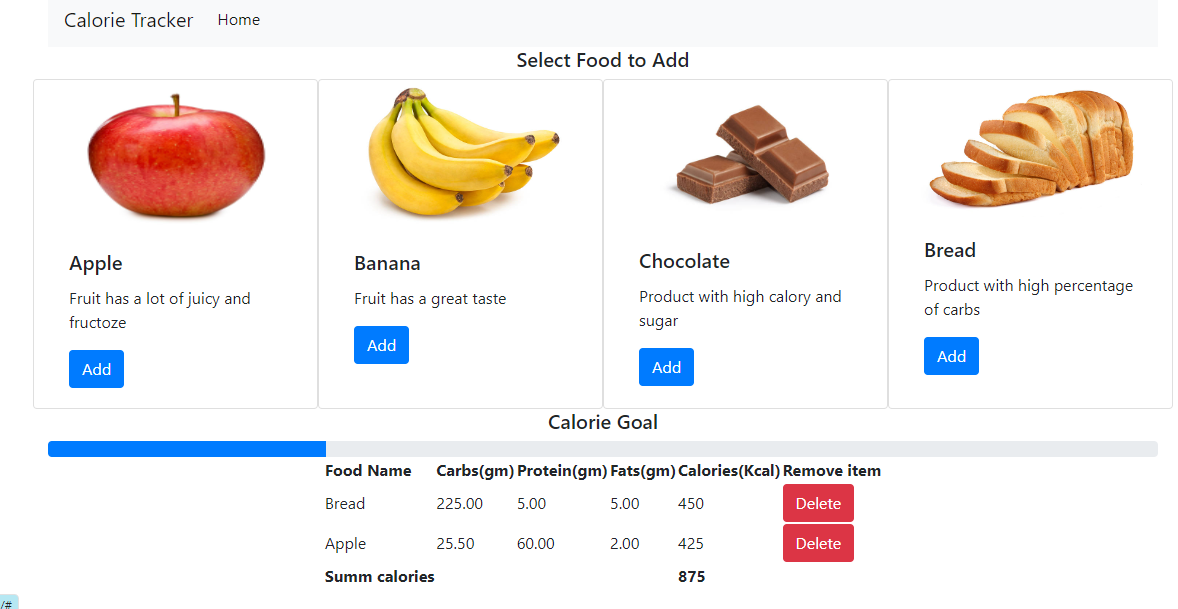 Calorie Tracker Home
Select Food to Add
Apple
Fruit has a lot of juicy and
fructoze
Add
Banana
Fruit has a great taste
Add
Chocolate
Product with high calory and
sugar
Add
Bread
Product with high percentage
of carbs
Add
Calorie Goal
Food Name Carbs(gm) Protein(gm) Fats(gm) Calories(Kcal) Remove item
Bread 225.00 5.00 5.00 450 Delete
Apple 25.50 60.00 2.00 425 Delete
Summ calories 875
/#